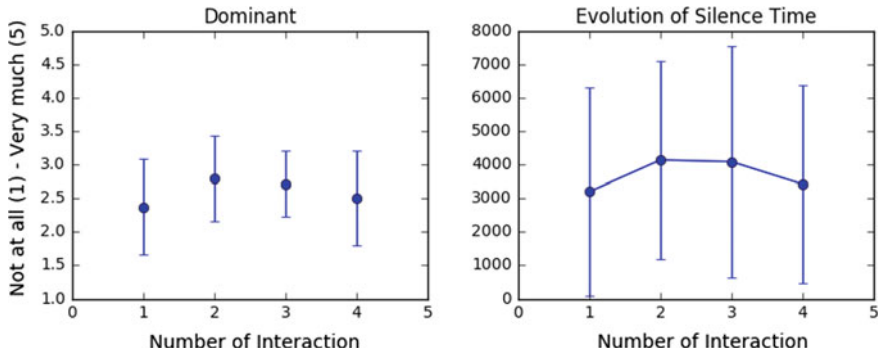 Dominant
Not at all (1) - Very much (5)
5.0
4.5
4.0
3.5
3.0
2.5
2.0
1.5
1.0
0 1 2 3 4 5
Number of Interaction
Evolution of Silence Time
8000
7000
6000
5000
4000
3000
2000
1000
0
0 1 2 3 4 5
Number of Interaction